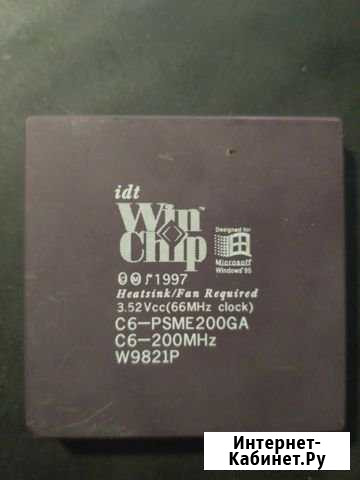 idt
WinChip™
Designed for
Microsoft®
Windows®95
1997
Heatsink/Fan Required
3.52Vcc(66MHz clock)
C6-PSME200GA
C6-200MHz
W9821P
Интернет-
Кабинет.Ру